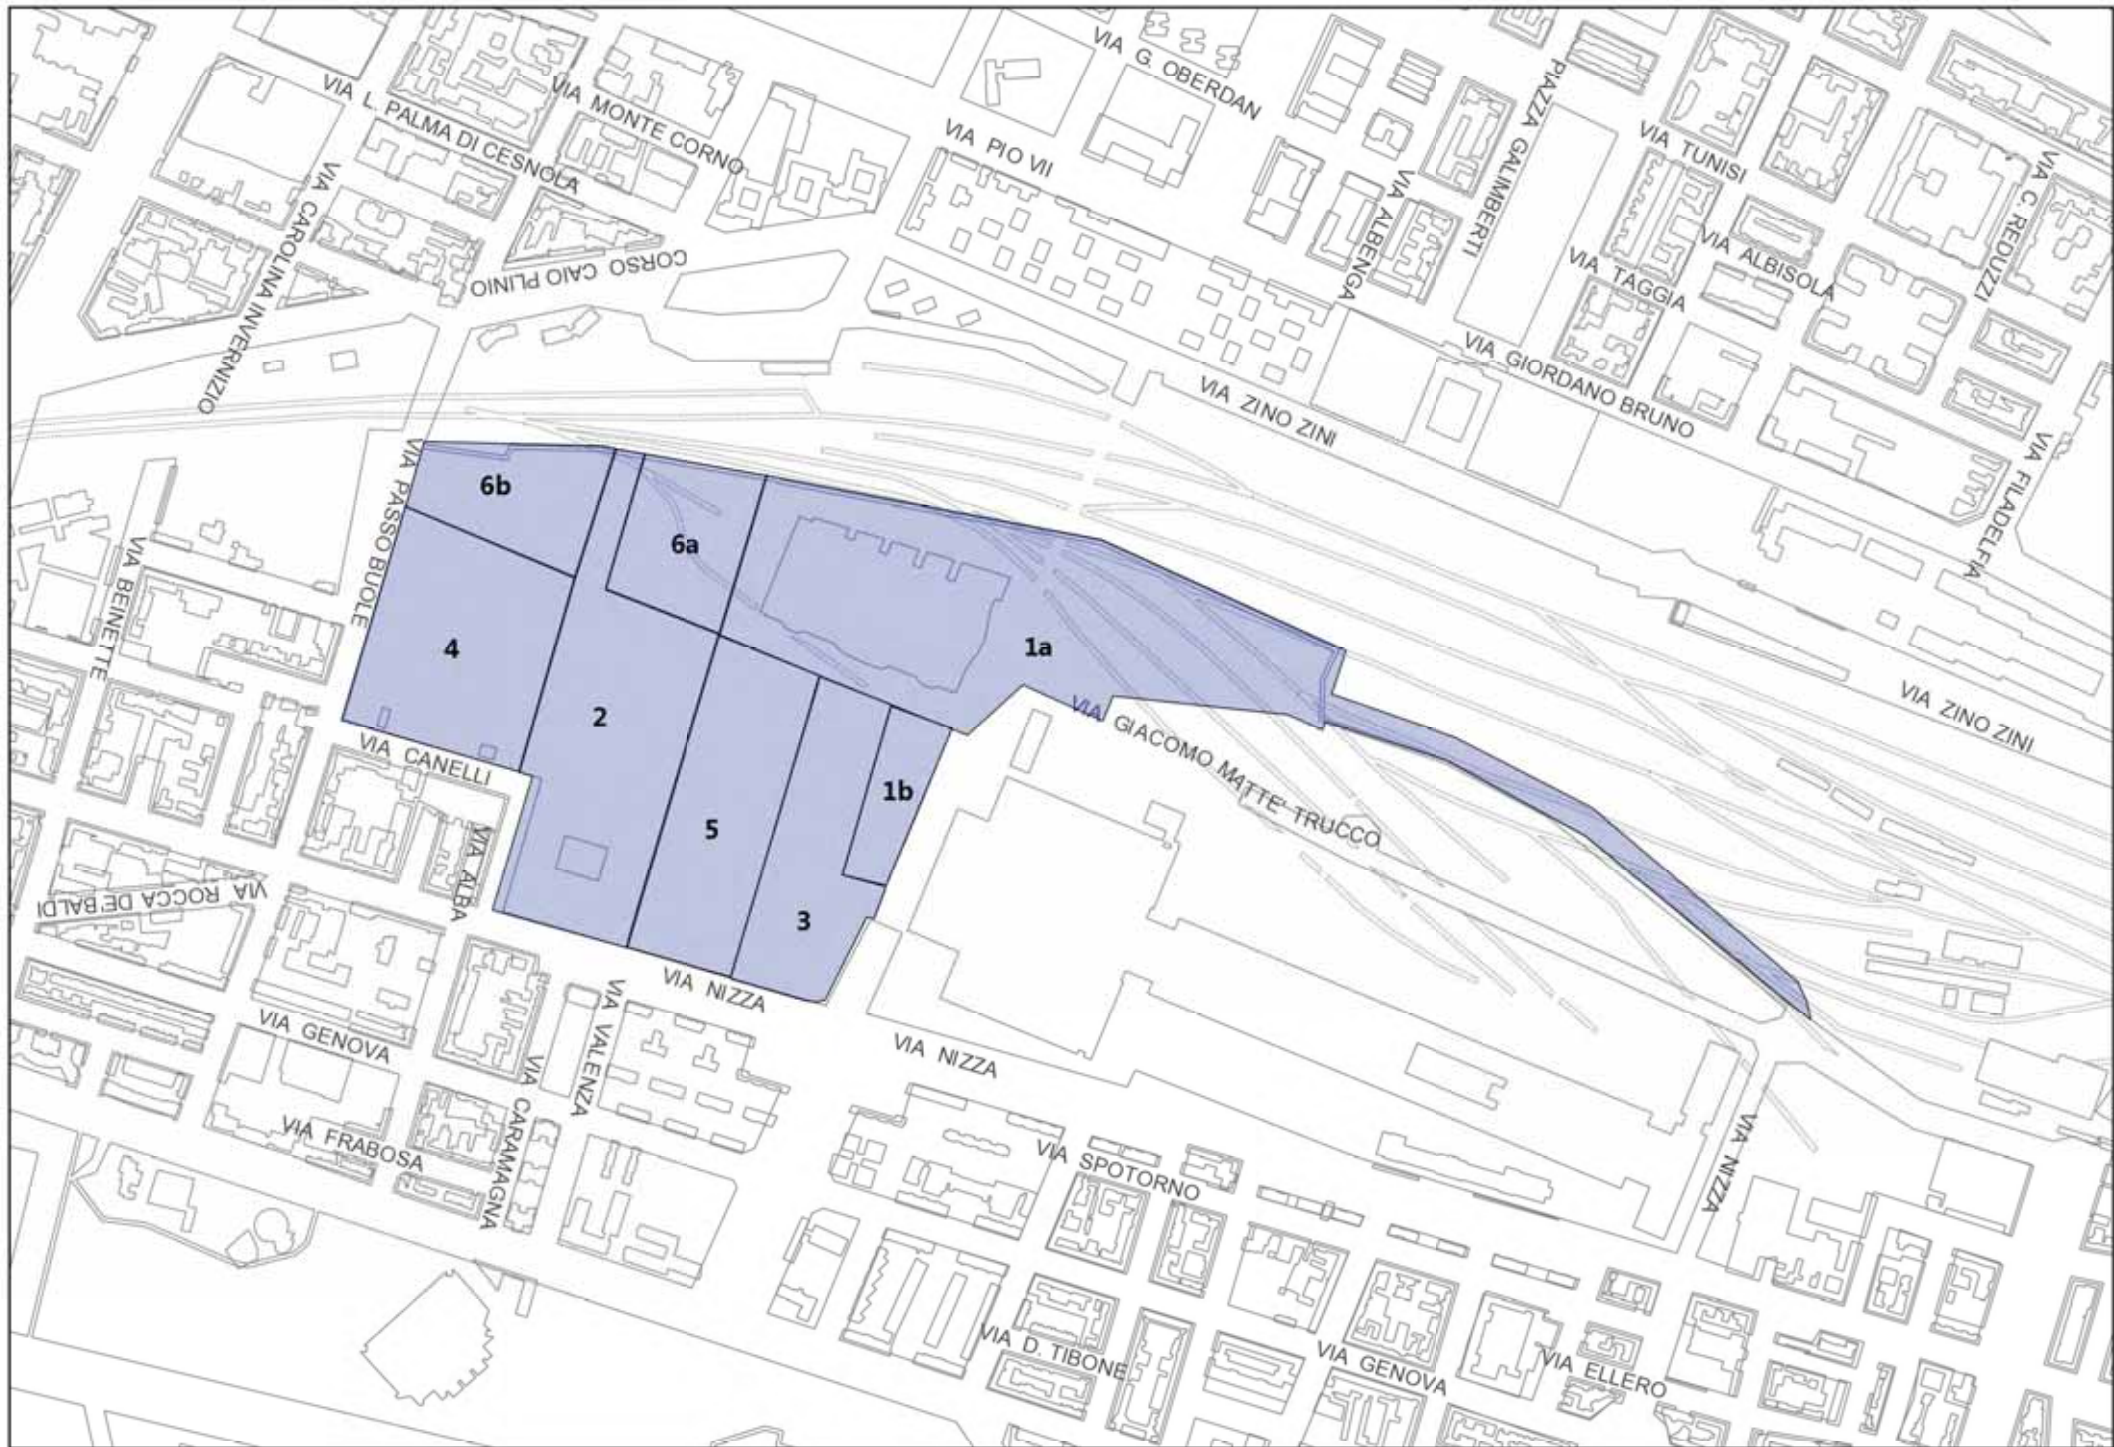 VIA G. OBERDAN
PIAZZA GALIMBERTI
VIA L. PALMA DI CESNOLA
VIA MONTE CORNO
VIA PIO VII
VIA TUNISI
VIA C. REDUZZI
VIA CAROLINA INVERNIZIO
VIA ALBENGA
VIA ALBISOLA
VIA TAGGIA
CORSO CAIO PLINIO
VIA GIORDANO BRUNO
VIA ZINO ZINI
VIA FILADELFIA
VIA PASSO BUOLE
6b
6a
VIA BEINETTE
4
1a
2
VIA GIACOMO MATTE' TRUCCO
VIA ZINO ZINI
VIA CANELLI
1b
5
VIA ALBA
VIA ROCCA DE'BALDI
3
VIA NIZZA
VIA VALENZA
VIA GENOVA
VIA NIZZA
VIA CARAMAGNA
VIA FRABOSA
VIA SPOTORNO
VIA NIZZA
VIA D. TIBONE
VIA GENOVA
VIA ELLERO